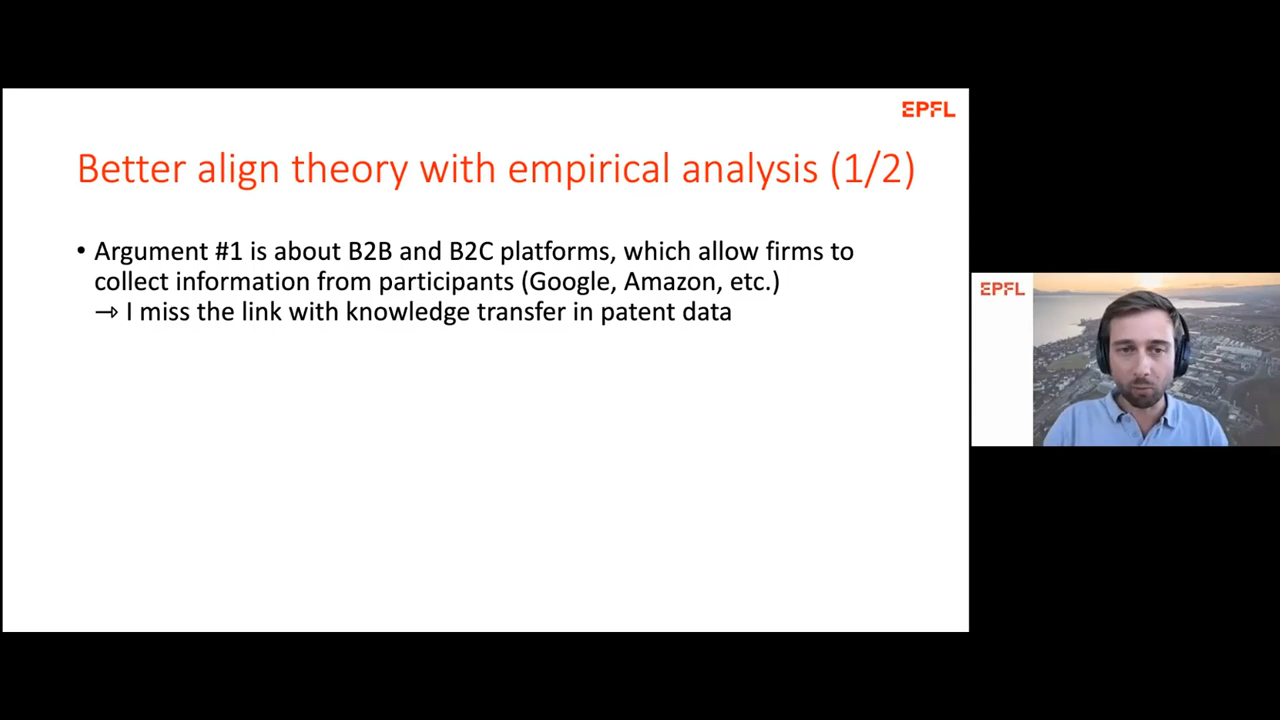 EPFL
Better align theory with empirical analysis (1/2)
• Argument #1 is about B2B and B2C platforms, which allow firms to
collect information from participants (Google, Amazon, etc.)
→ I miss the link with knowledge transfer in patent data
EPFL